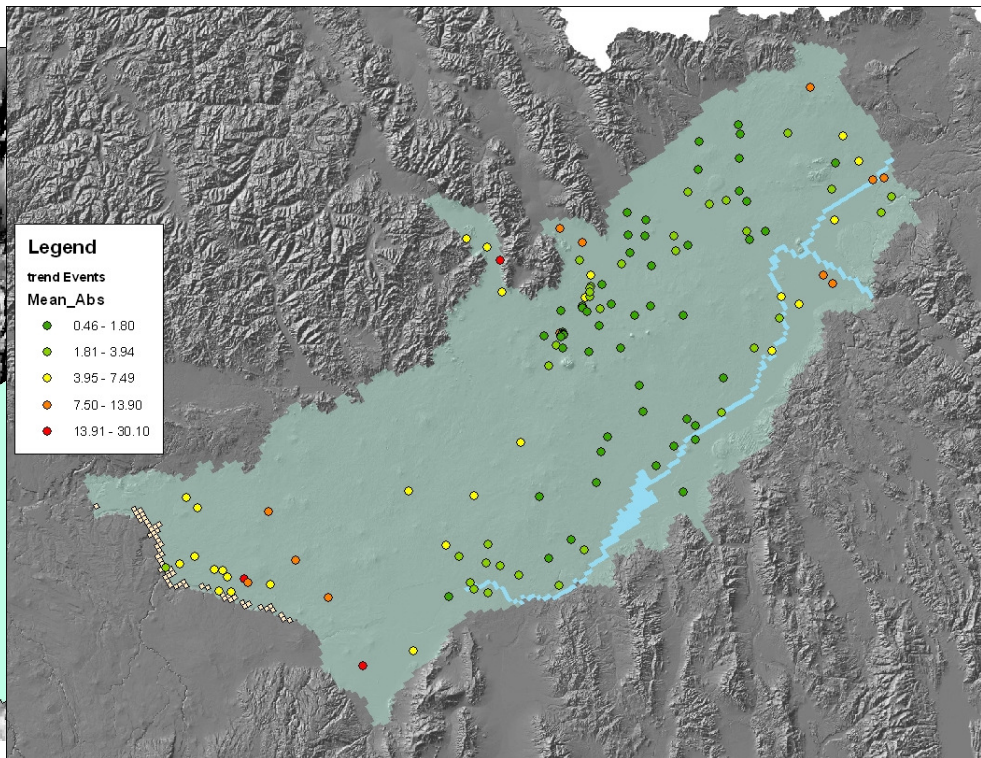 Legend
trend Events
Mean_Abs
0.46 - 1.80
1.81 - 3.94
3.95 - 7.49
7.50 - 13.90
13.91 - 30.10